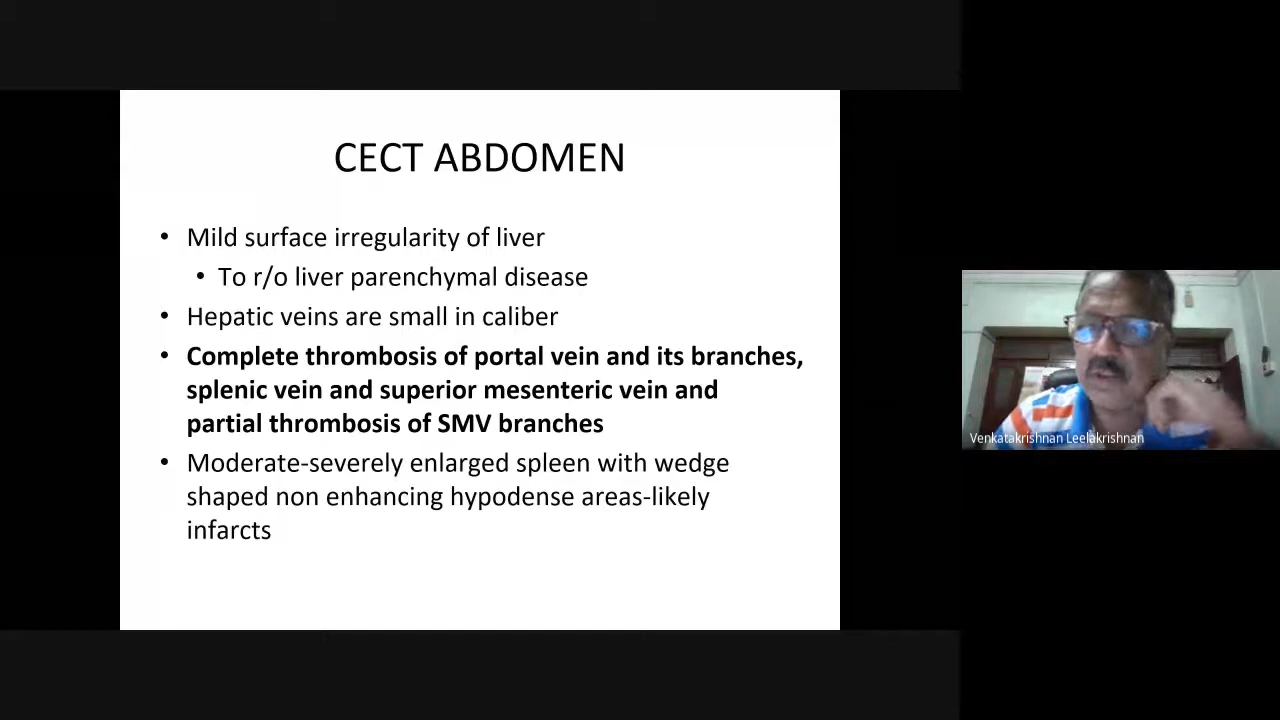 CECT ABDOMEN
• Mild surface irregularity of liver
• To r/o liver parenchymal disease
• Hepatic veins are small in caliber
• Complete thrombosis of portal vein and its branches,
splenic vein and superior mesenteric vein and
partial thrombosis of SMV branches
• Moderate-severely enlarged spleen with wedge
shaped non enhancing hypodense areas-likely
infarcts
Venkatakrishnan Leelakrishnan